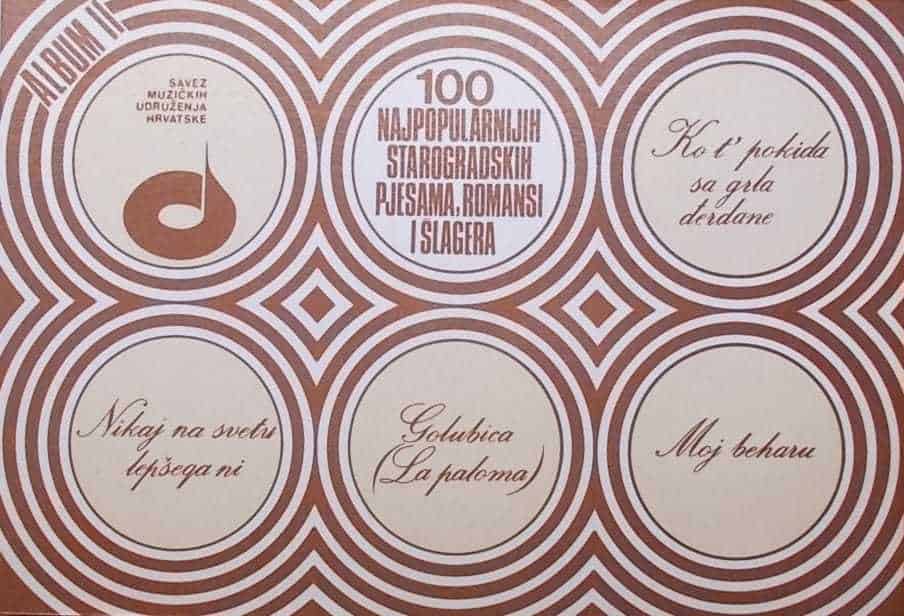 ALBUM II
SAVEZ
MUZIČKIH
UDRUŽENJA
HRVATSKE
100
NAJPOPULARNIJIH
STAROGRADSKIH
PJESAMA, ROMANSI
I ŠLAGERA
Ko t' pokida
sa grla
đerdane
Nikaj na svetu
lepšega ni
Golubica
(La paloma)
Moj beharu